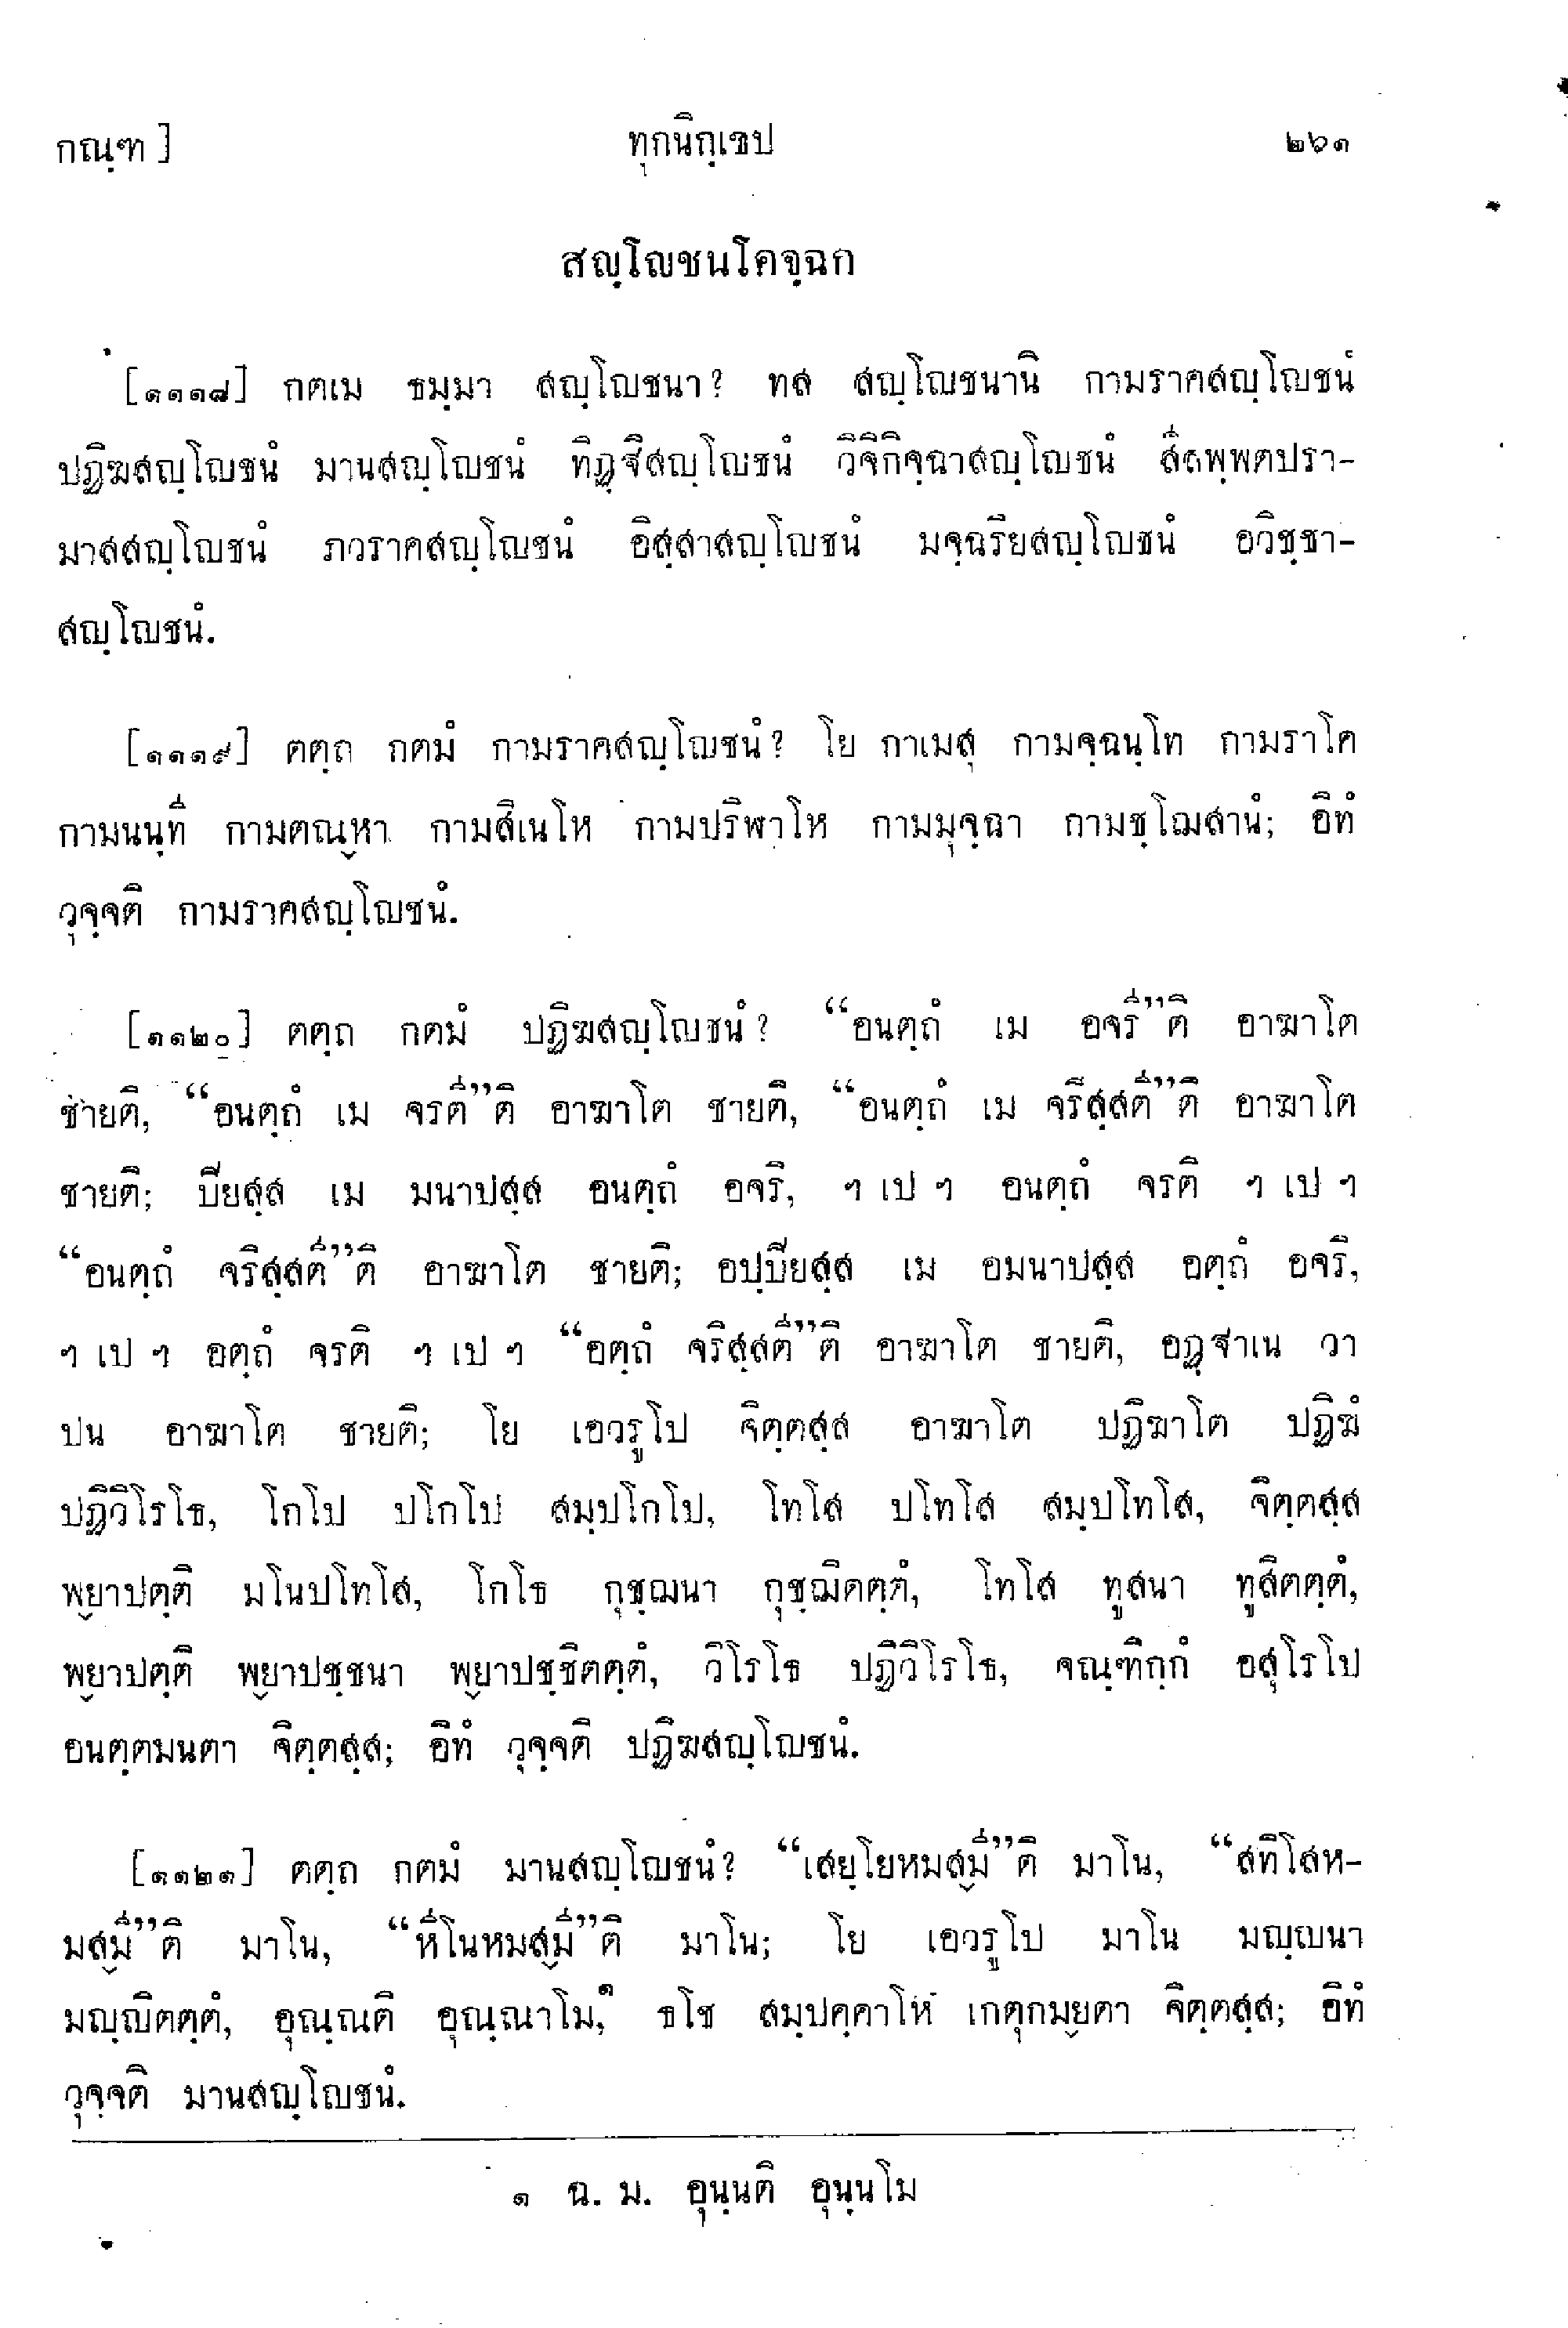 กณฺฑ ] ทุกนิกฺเขป ๒๖๑
สญฺโญชนโคจฺฉก
[๑๑๑๘] กตเม ธมฺมา สญฺโญชนา? ทส สญฺโญชนานิ กามราคสญฺโญชนํ
ปฏิฆสญฺโญชนํ มานสญฺโญชนํ ทิฏฺฐิสญฺโญชนํ วิจิกิจฺฉาสญฺโญชนํ สีลพฺพตปรา-
มาสสญฺโญชนํ ภวราคสญฺโญชนํ อิสฺสาสญฺโญชนํ มจฺฉริยสญฺโญชนํ อวิชฺชา-
สญฺโญชนํ.
[๑๑๑๙] ตตฺถ กตมํ กามราคสญฺโญชนํ? โย กาเมสุ กามจฺฉนฺโท กามราโค
กามนนฺที กามตณฺหา กามสิเนโห กามปริฬาโห กามมุจฺฉา กามชฺโฌสานํ; อิทํ
วุจฺจติ กามราคสญฺโญชนํ.
[๑๑๒๐] ตตฺถ กตมํ ปฏิฆสญฺโญชนํ? “อนตฺถํ เม อจรี”ติ อาฆาโต
ชายติ, “อนตฺถํ เม จรตี”ติ อาฆาโต ชายติ, “อนตฺถํ เม จริสฺสตี”ติ อาฆาโต
ชายติ; ปิยสฺส เม มนาปสฺส อนตฺถํ อจริ, ฯ เป ฯ อนตฺถํ จรติ ฯ เป ฯ
“อนตฺถํ จริสฺสตี”ติ อาฆาโต ชายติ; อปฺปิยสฺส เม อมนาปสฺส อตฺถํ อจริ,
ฯ เป ฯ อตฺถํ จรติ ฯ เป ฯ “อตฺถํ จริสฺสตี”ติ อาฆาโต ชายติ, อฏฺฐาเน วา
ปน อาฆาโต ชายติ; โย เอวรูโป จิตฺตสฺส อาฆาโต ปฏิฆาโต ปฏิฆํ
ปฏิวิโรโธ, โกโป ปโกโป สมฺปโกโป, โทโส ปโทโส สมฺปโทโส, จิตฺตสฺส
พฺยาปตฺติ มโนปโทโส, โกโธ กุชฺฌนา กุชฺฌิตตฺตํ, โทโส ทูสนา ทูสิตตฺตํ,
พฺยาปตฺติ พฺยาปชฺชนา พฺยาปชฺชิตตฺตํ, วิโรโธ ปฏิวิโรโธ, จณฺฑิกฺกํ อสุโรโป
อนตฺตมนตา จิตฺตสฺส; อิทํ วุจฺจติ ปฏิฆสญฺโญชนํ.
[๑๑๒๑] ตตฺถ กตมํ มานสญฺโญชนํ? “เสยฺโยหมสฺมี”ติ มาโน, “สทิโสห-
มสฺมี”ติ มาโน, “หีโนหมสฺมี”ติ มาโน; โย เอวรูโป มาโน มญฺญนา
มญฺญิตตฺตํ, อุณฺณติ อุณฺณาโม,๑ ธโช สมฺปคฺคาโห เกตุกมฺยตา จิตฺตสฺส; อิทํ
วุจฺจติ มานสญฺโญชนํ.
๑ ฉ. ม. อุนฺนติ อุนฺนโม